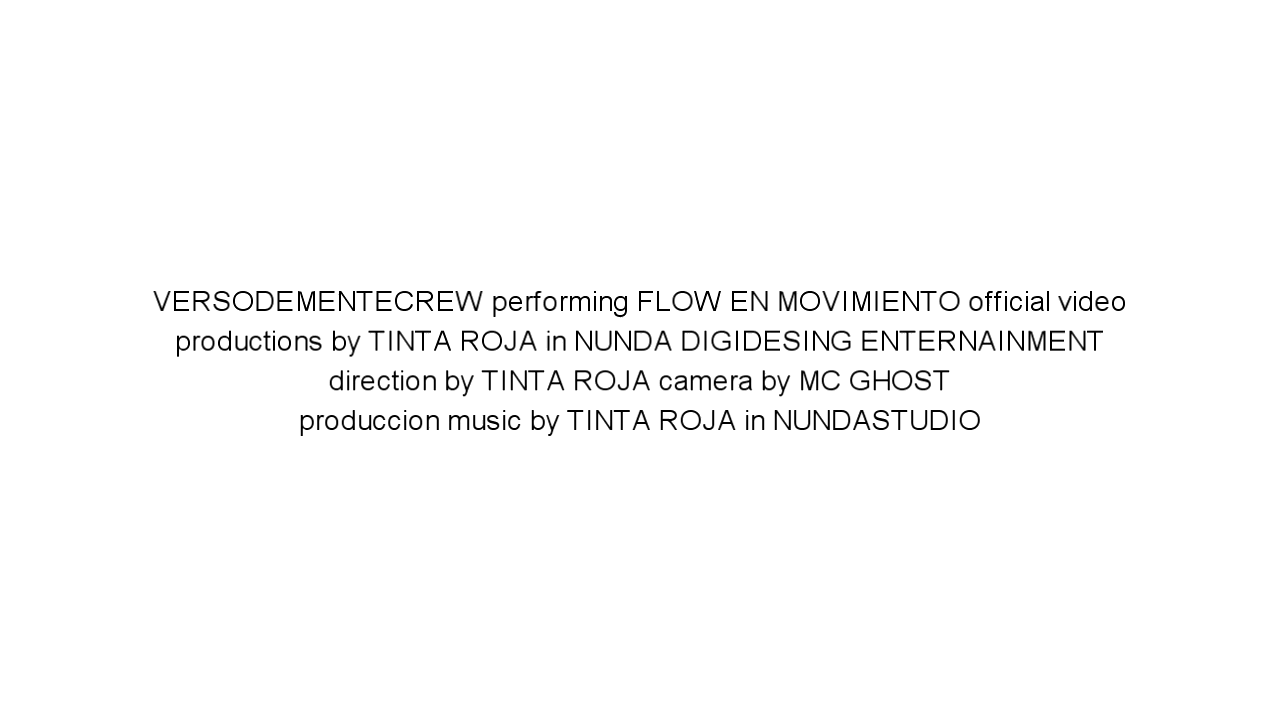 VERSODEMENTECREW performing FLOW EN MOVIMIENTO official video
productions by TINTA ROJA in NUNDA DIGIDESING ENTERNAINMENT
direction by TINTA ROJA camera by MC GHOST
produccion music by TINTA ROJA in NUNDASTUDIO